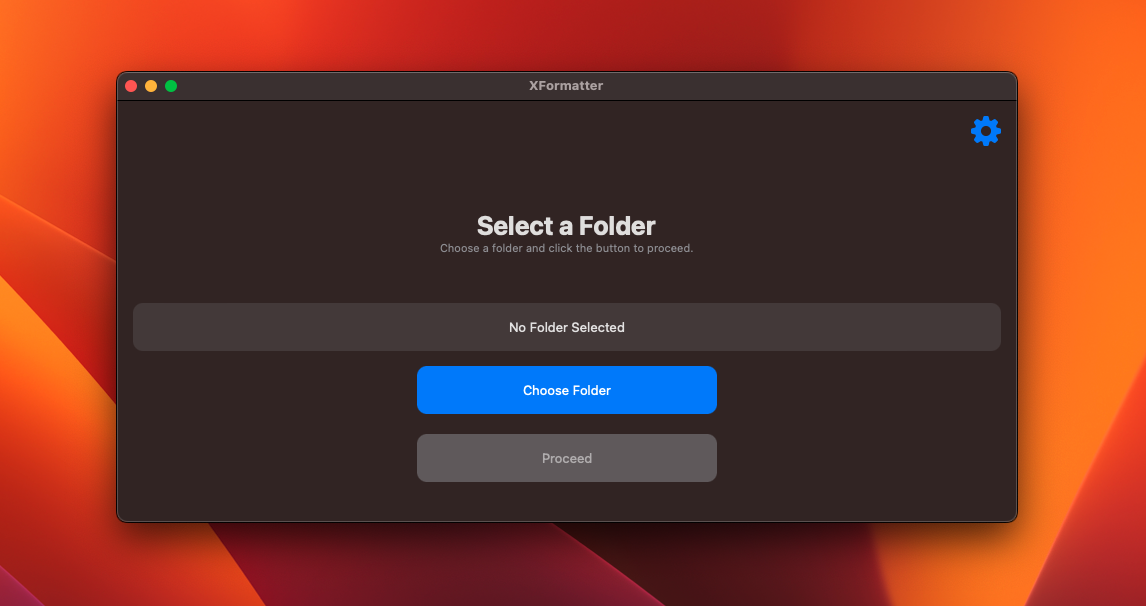 XFormatter
Select a Folder
Choose a folder and click the button to proceed.
No Folder Selected
Choose Folder
Proceed